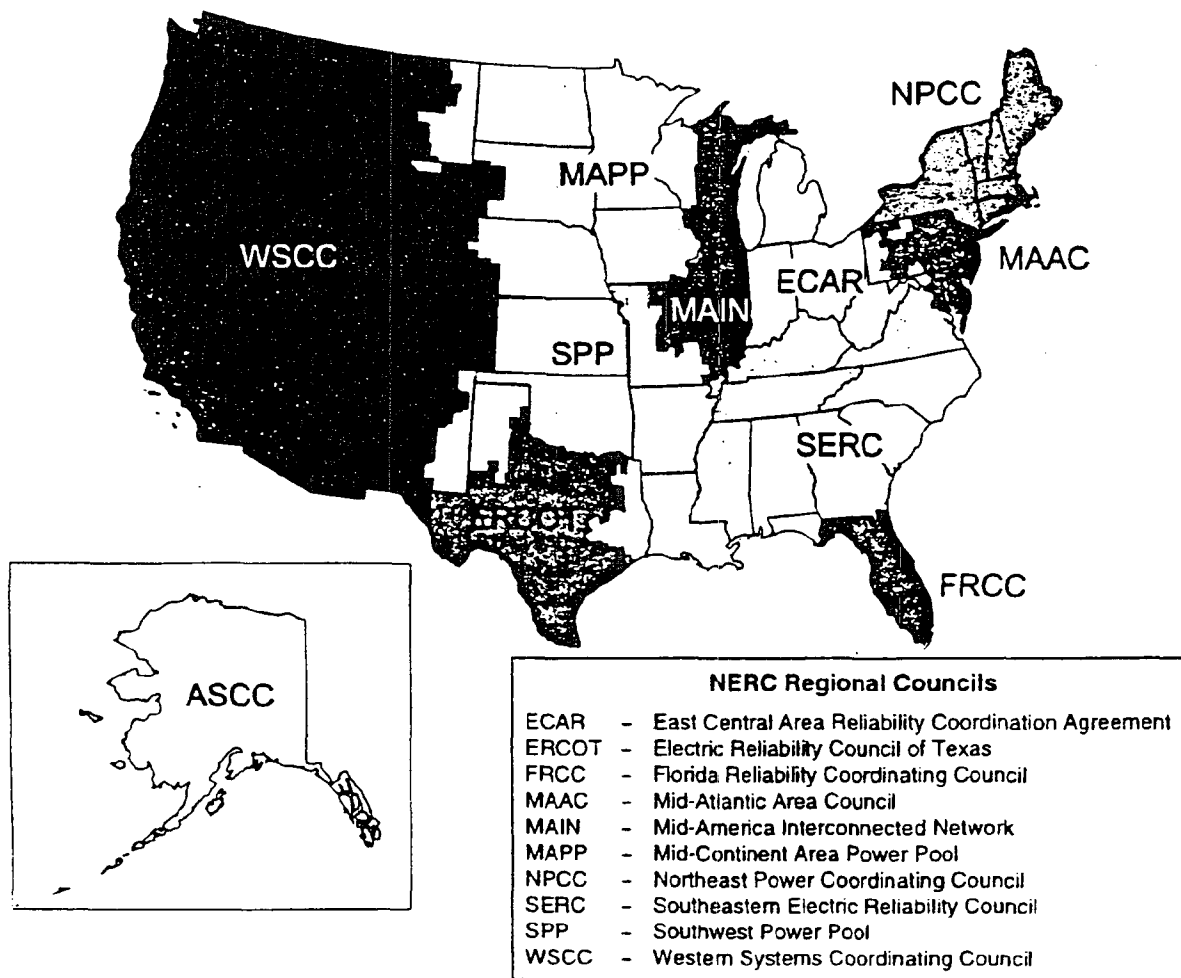 NPCC
MAPP
WSCC
MAAC
ECAR
MAIN
SPP
SERC
ERCOT
FRCC
ASCC
NERC Regional Councils
ECAR – East Central Area Reliability Coordination Agreement
ERCOT – Electric Reliability Council of Texas
FRCC – Florida Reliability Coordinating Council
MAAC – Mid-Atlantic Area Council
MAIN – Mid-America Interconnected Network
MAPP – Mid-Continent Area Power Pool
NPCC – Northeast Power Coordinating Council
SERC – Southeastern Electric Reliability Council
SPP – Southwest Power Pool
WSCC – Western Systems Coordinating Council